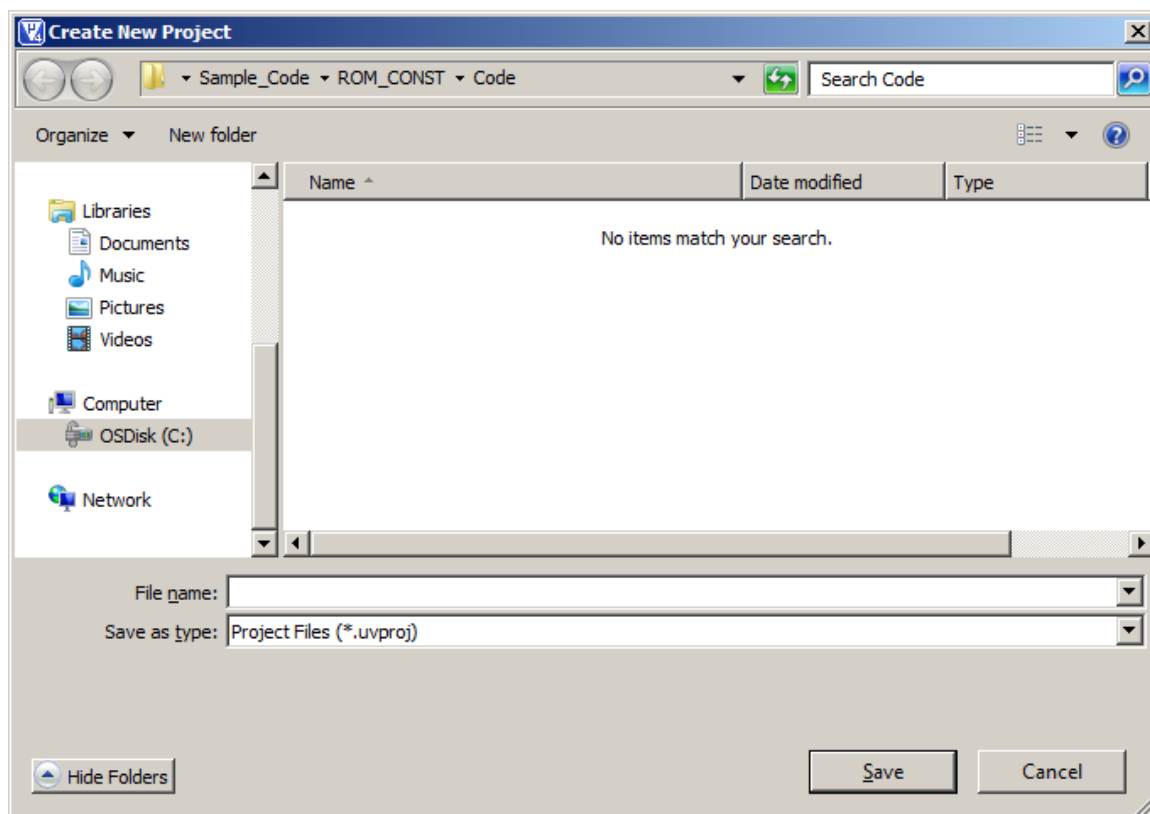 Create New Project
Sample_Code ROM_CONST Code Search Code
Organize New folder
Name Date modified Type
No items match your search.
Libraries
Documents
Music
Pictures
Videos
Computer
OSDisk (C:)
Network
File name:
Save as type: Project Files (*.uvproj)
Hide Folders Save Cancel